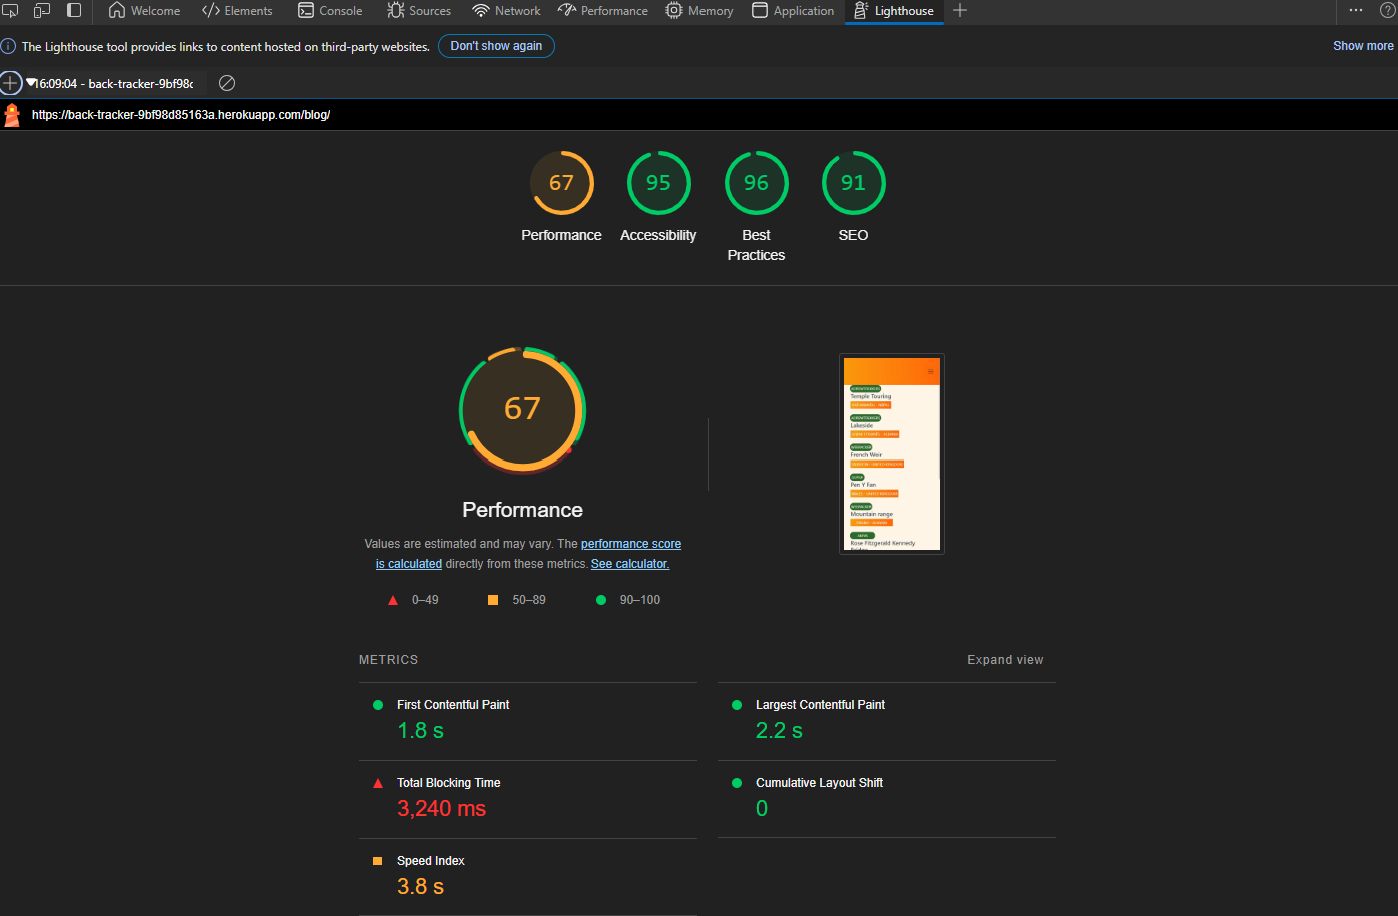 Welcome Elements Console Sources Network Performance Memory Application Lighthouse
The Lighthouse tool provides links to content hosted on third-party websites. Don't show again Show more
16:09:04 - back-tracker-9bf98c
https://back-tracker-9bf98d85163a.herokuapp.com/blog/
67 95 96 91
Performance Accessibility Best Practices SEO
67
Temple Touring
Lakeside
French Weir
Pen Y Fan
Mountain range
Rose Fitzgerald Kennedy
Performance
Values are estimated and may vary. The performance score
is calculated directly from these metrics. See calculator.
0–49 50–89 90–100
METRICS Expand view
First Contentful Paint
1.8 s
Largest Contentful Paint
2.2 s
Total Blocking Time
3,240 ms
Cumulative Layout Shift
0
Speed Index
3.8 s